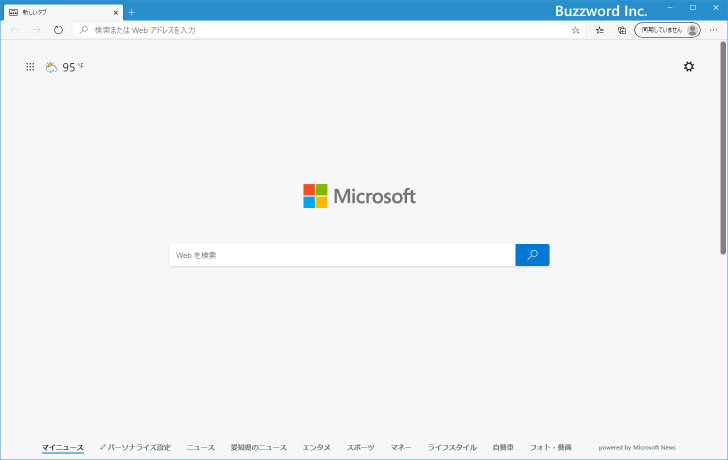 新しいタブ
Buzzword Inc.
検索または Web アドレスを入力
同期していません
95 °F
Microsoft
Web を検索
マイニュース パーソナライズ設定 ニュース 愛知県のニュース エンタメ スポーツ マネー ライフスタイル 自動車 フォト・動画 powered by Microsoft News